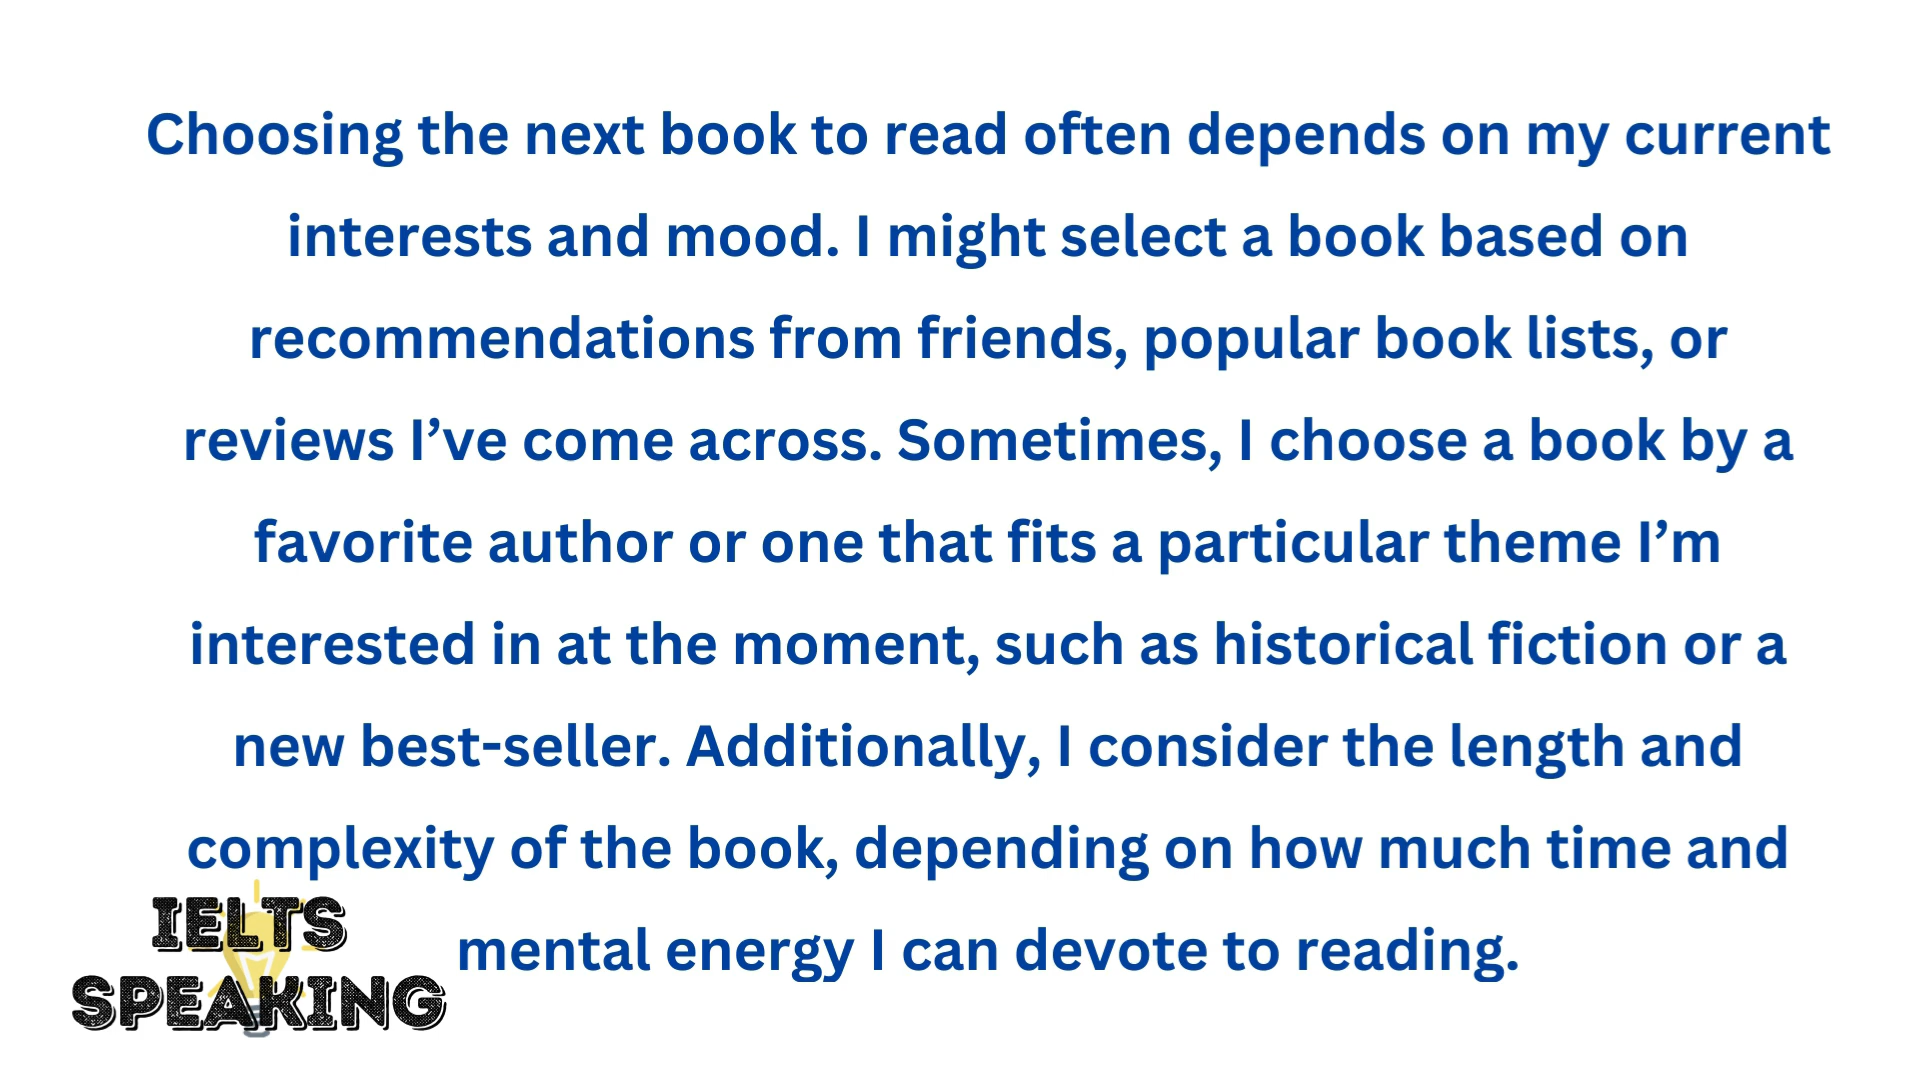 Choosing the next book to read often depends on my current
interests and mood. I might select a book based on
recommendations from friends, popular book lists, or
reviews I’ve come across. Sometimes, I choose a book by a
favorite author or one that fits a particular theme I’m
interested in at the moment, such as historical fiction or a
new best-seller. Additionally, I consider the length and
complexity of the book, depending on how much time and
mental energy I can devote to reading.
IELTS
SPEAKING